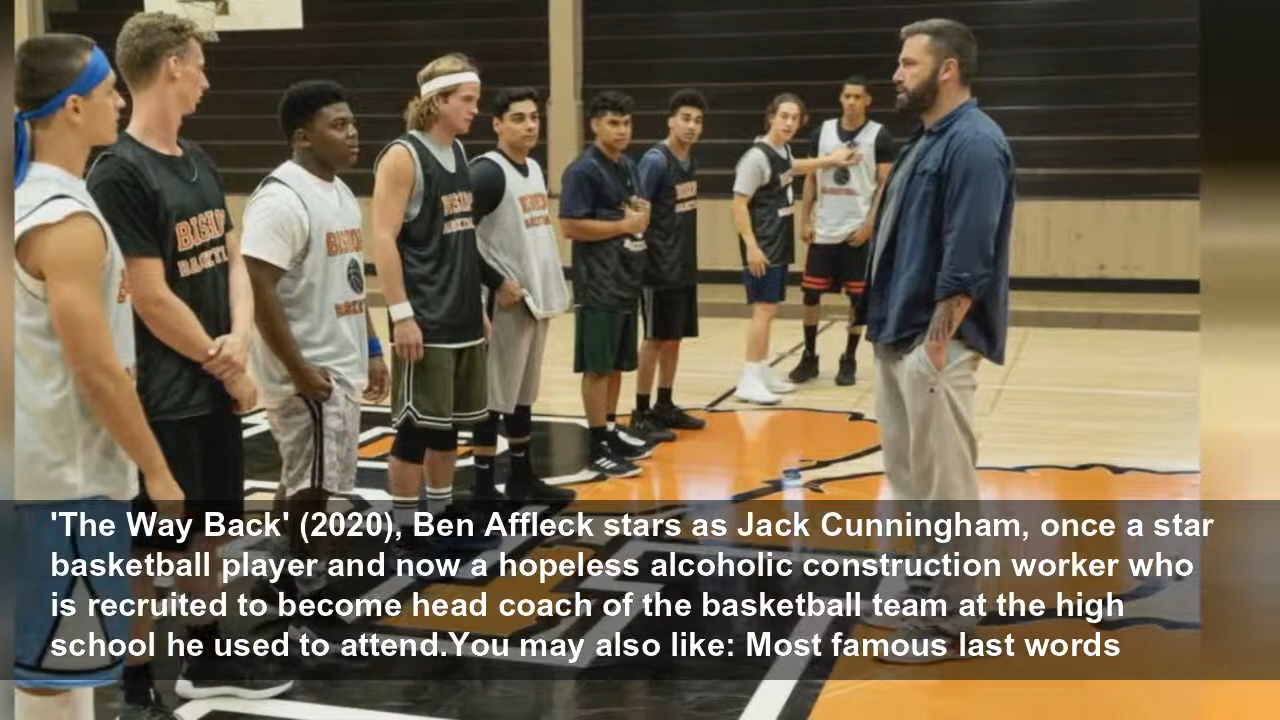 'The Way Back' (2020), Ben Affleck stars as Jack Cunningham, once a star
basketball player and now a hopeless alcoholic construction worker who
is recruited to become head coach of the basketball team at the high
school he used to attend.You may also like: Most famous last words